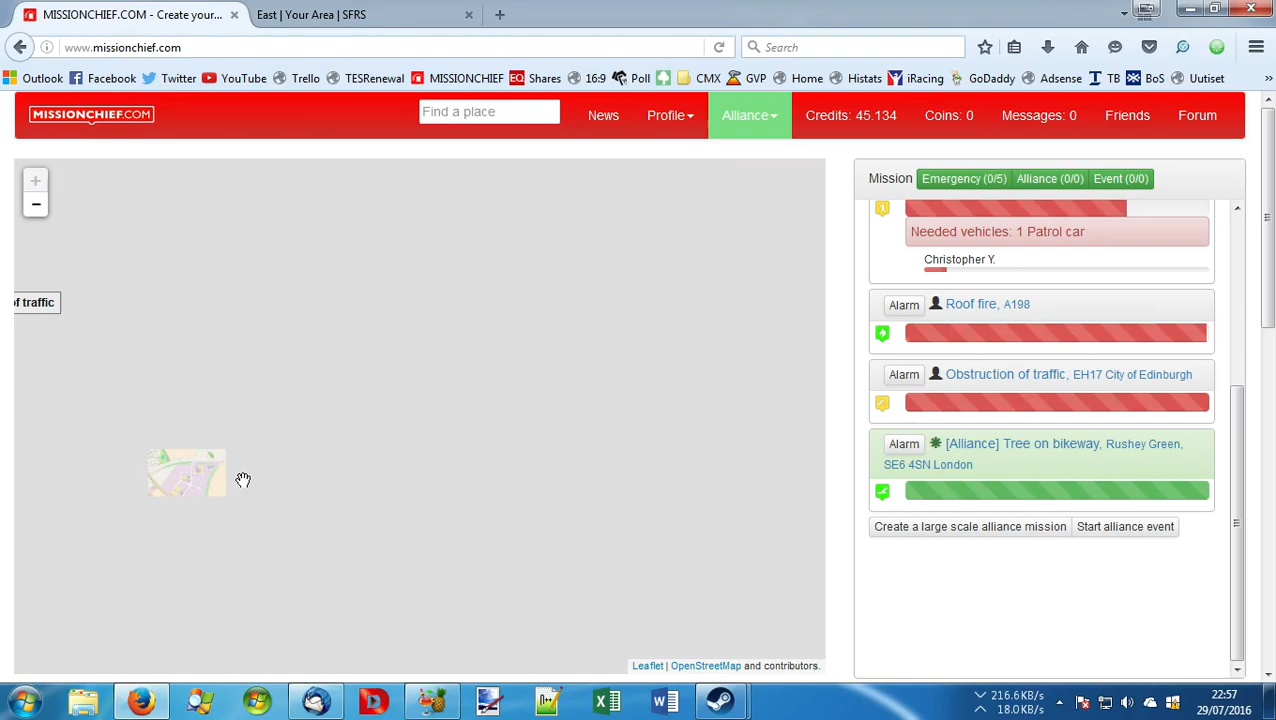 MISSIONCHIEF.COM - Create your...
East | Your Area | SFRS
www.missionchief.com
Search
Outlook Facebook Twitter YouTube Trello TESRenewal MISSIONCHIEF EQ Shares 16:9 Poll CMX GVP Home Histats iRacing GoDaddy Adsense TB BoS Uutiset »
MISSIONCHIEF.COM
Find a place
News Profile Alliance Credits: 45.134 Coins: 0 Messages: 0 Friends Forum
+
−
of traffic
Leaflet | OpenStreetMap and contributors.
Mission Emergency (0/5) Alliance (0/0) Event (0/0)
Needed vehicles: 1 Patrol car
Christopher Y.
Alarm Roof fire, A198
Alarm Obstruction of traffic, EH17 City of Edinburgh
Alarm [Alliance] Tree on bikeway, Rushey Green,
SE6 4SN London
Create a large scale alliance mission Start alliance event
216.6KB/s
18.0KB/s
22:57
29/07/2016